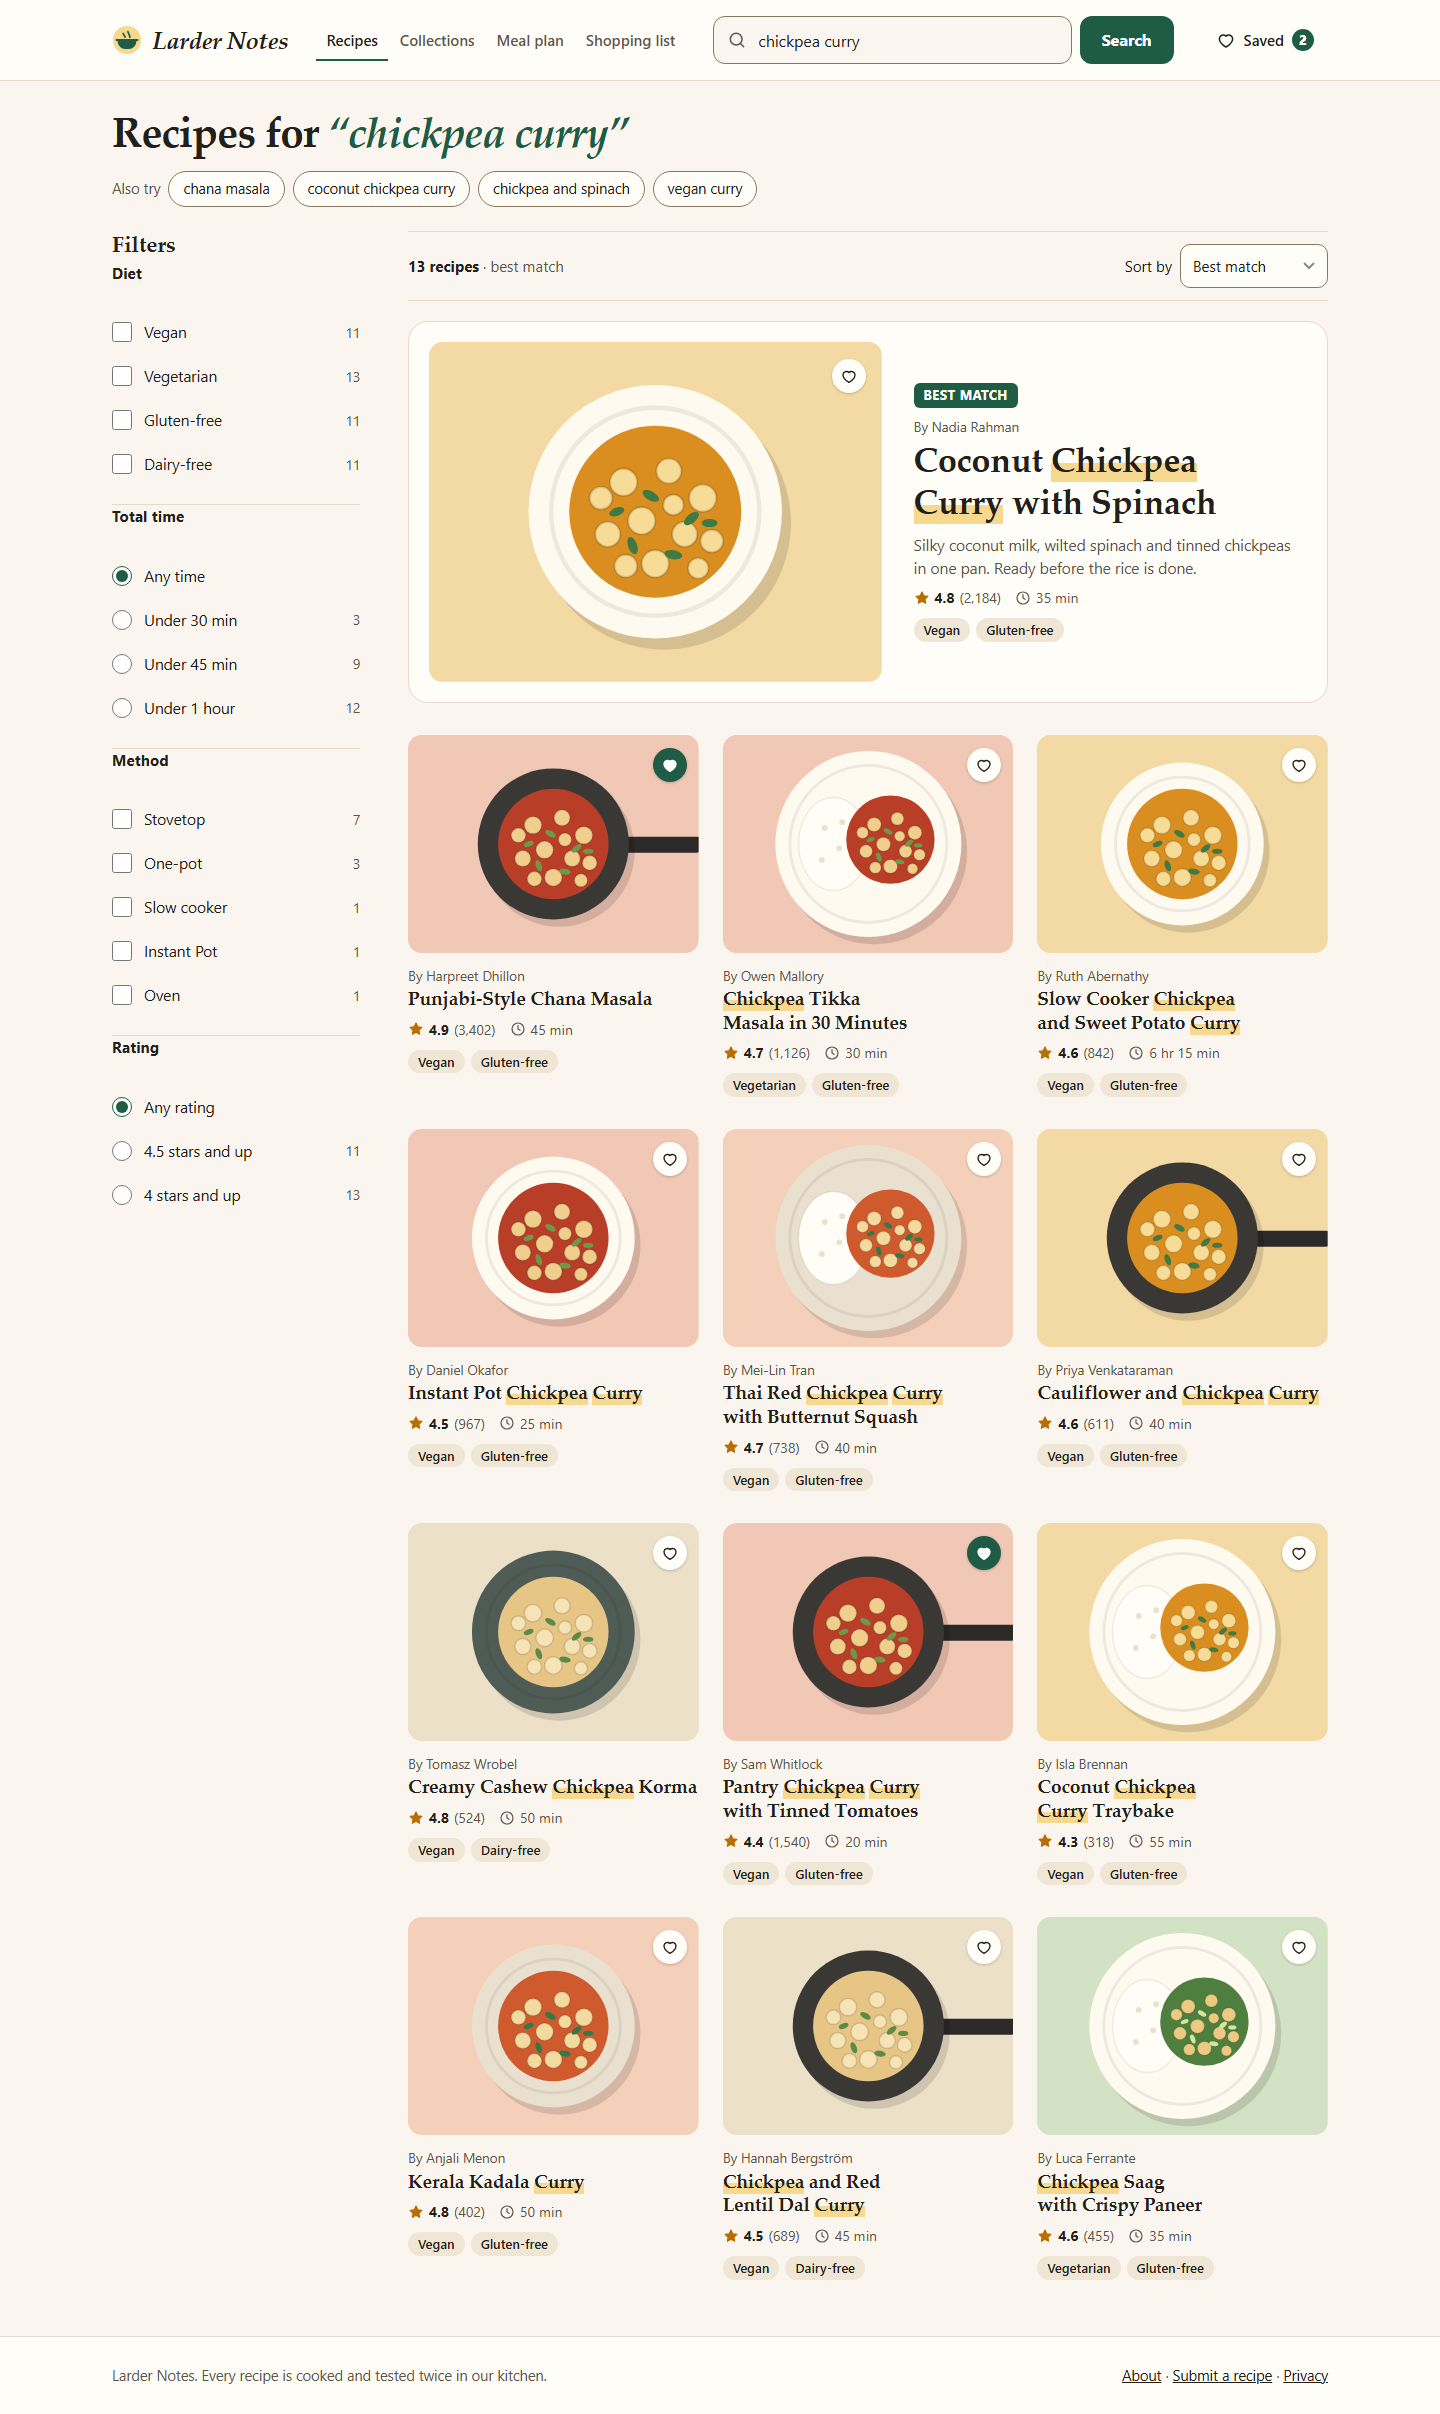 Larder Notes
Recipes
Collections
Meal plan
Shopping list
chickpea curry
Search
Saved 2
Recipes for “chickpea curry”
Also try
chana masala
coconut chickpea curry
chickpea and spinach
vegan curry
Filters
Diet
Vegan 11
Vegetarian 13
Gluten-free 11
Dairy-free 11
Total time
Any time
Under 30 min 3
Under 45 min 9
Under 1 hour 12
Method
Stovetop 7
One-pot 3
Slow cooker 1
Instant Pot 1
Oven 1
Rating
Any rating
4.5 stars and up 11
4 stars and up 13
13 recipes · best match
Sort by Best match
BEST MATCH
By Nadia Rahman
Coconut Chickpea
Curry with Spinach
Silky coconut milk, wilted spinach and tinned chickpeas
in one pan. Ready before the rice is done.
4.8 (2,184) 35 min
Vegan Gluten-free
By Harpreet Dhillon
Punjabi-Style Chana Masala
4.9 (3,402) 45 min
Vegan Gluten-free
By Owen Mallory
Chickpea Tikka
Masala in 30 Minutes
4.7 (1,126) 30 min
Vegetarian Gluten-free
By Ruth Abernathy
Slow Cooker Chickpea
and Sweet Potato Curry
4.6 (842) 6 hr 15 min
Vegan Gluten-free
By Daniel Okafor
Instant Pot Chickpea Curry
4.5 (967) 25 min
Vegan Gluten-free
By Mei-Lin Tran
Thai Red Chickpea Curry
with Butternut Squash
4.7 (738) 40 min
Vegan Gluten-free
By Priya Venkataraman
Cauliflower and Chickpea Curry
4.6 (611) 40 min
Vegan Gluten-free
By Tomasz Wrobel
Creamy Cashew Chickpea Korma
4.8 (524) 50 min
Vegan Dairy-free
By Sam Whitlock
Pantry Chickpea Curry
with Tinned Tomatoes
4.4 (1,540) 20 min
Vegan Gluten-free
By Isla Brennan
Coconut Chickpea
Curry Traybake
4.3 (318) 55 min
Vegan Gluten-free
By Anjali Menon
Kerala Kadala Curry
4.8 (402) 50 min
Vegan Gluten-free
By Hannah Bergström
Chickpea and Red
Lentil Dal Curry
4.5 (689) 45 min
Vegan Dairy-free
By Luca Ferrante
Chickpea Saag
with Crispy Paneer
4.6 (455) 35 min
Vegetarian Gluten-free
Larder Notes. Every recipe is cooked and tested twice in our kitchen.
About · Submit a recipe · Privacy